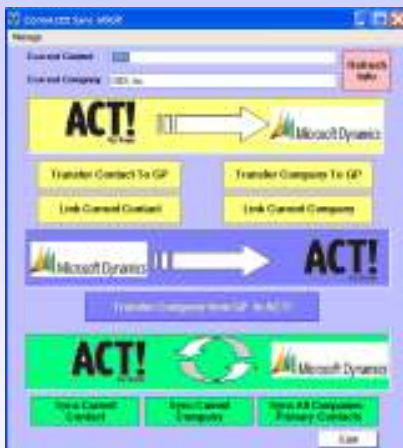 Manage
Current Contact
Current Company
Refresh
Info
ACT!
Microsoft Dynamics
Transfer Contact To GP
Transfer Company To GP
Link Current Contact
Link Current Company
Microsoft Dynamics
ACT!
Transfer Company from GP to ACT!
ACT!
Microsoft Dynamics
Sync Current
Contact
Sync Current
Company
Sync All Companies
Primary Contacts